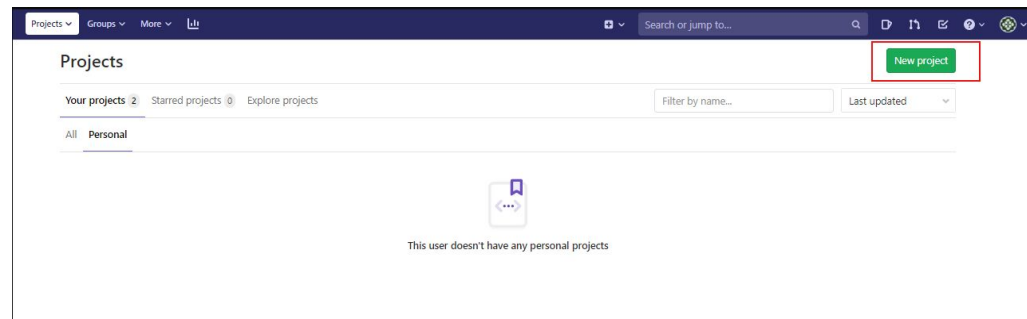 Projects Groups More Search or jump to...
Projects New project
Your projects 2 Starred projects 0 Explore projects Filter by name... Last updated
All Personal
This user doesn't have any personal projects